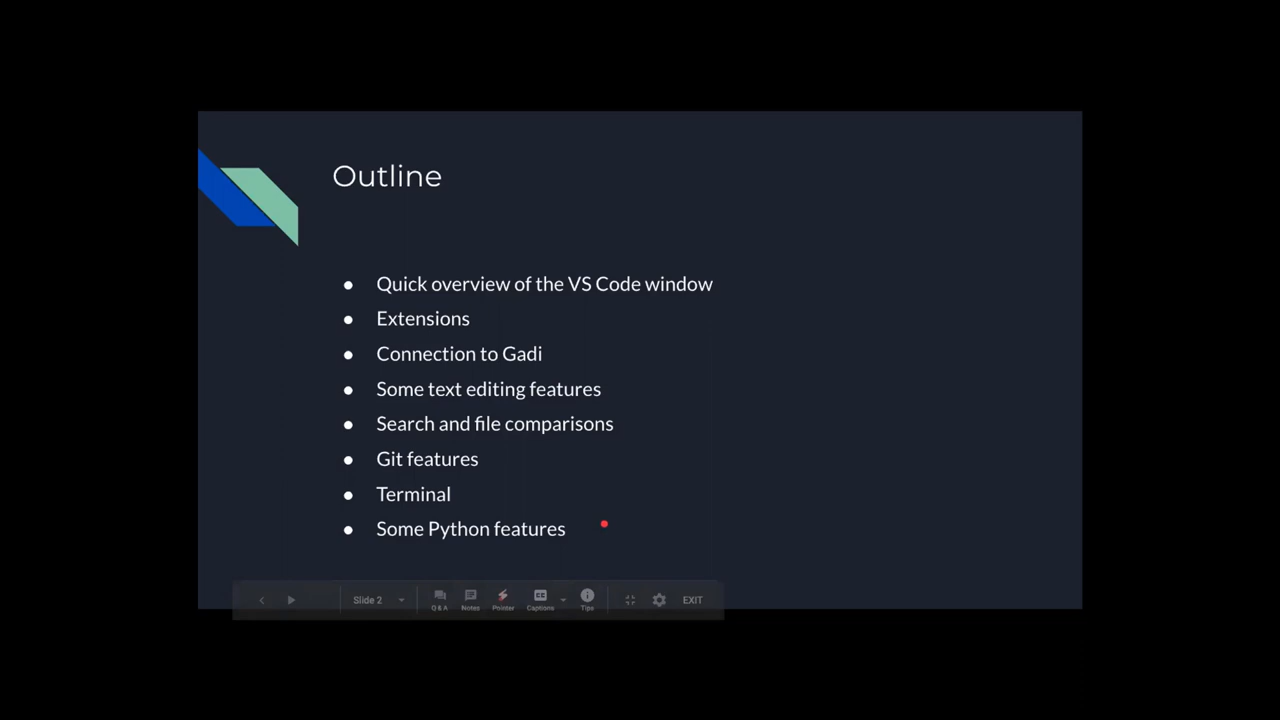 Outline
● Quick overview of the VS Code window
● Extensions
● Connection to Gadi
● Some text editing features
● Search and file comparisons
● Git features
● Terminal
● Some Python features
Slide 2
Q & A
Notes
Pointer
Captions
Tips
EXIT